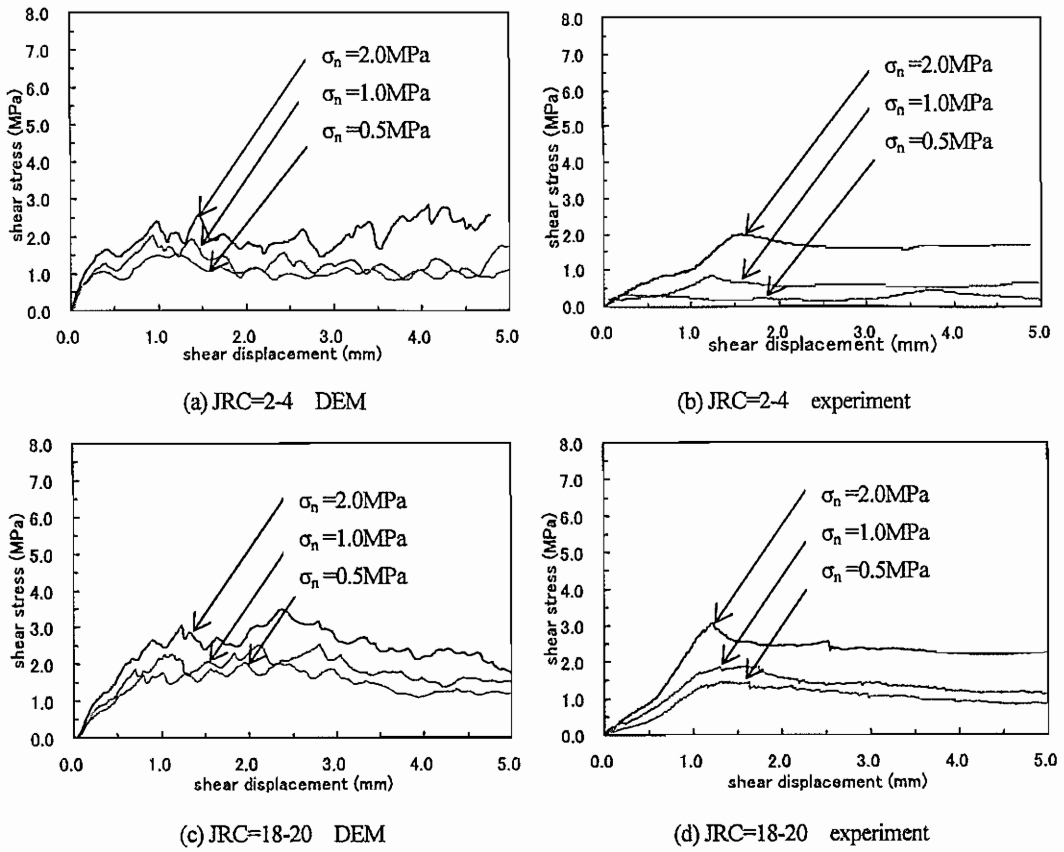 8.0
7.0
6.0
5.0
4.0
3.0
2.0
1.0
0.0
shear stress (MPa)
σn =2.0MPa
σn =1.0MPa
σn =0.5MPa
0.0 1.0 2.0 3.0 4.0 5.0
shear displacement (mm)
(a) JRC=2-4 DEM
8.0
7.0
6.0
5.0
4.0
3.0
2.0
1.0
0.0
shear stress (MPa)
σn =2.0MPa
σn =1.0MPa
σn =0.5MPa
0.0 1.0 2.0 3.0 4.0 5.0
shear displacement (mm)
(b) JRC=2-4 experiment
8.0
7.0
6.0
5.0
4.0
3.0
2.0
1.0
0.0
shear stress (MPa)
σn =2.0MPa
σn =1.0MPa
σn =0.5MPa
0.0 1.0 2.0 3.0 4.0 5.0
shear displacement (mm)
(c) JRC=18-20 DEM
8.0
7.0
6.0
5.0
4.0
3.0
2.0
1.0
0.0
shear stress (MPa)
σn =2.0MPa
σn =1.0MPa
σn =0.5MPa
0.0 1.0 2.0 3.0 4.0 5.0
shear displacement (mm)
(d) JRC=18-20 experiment